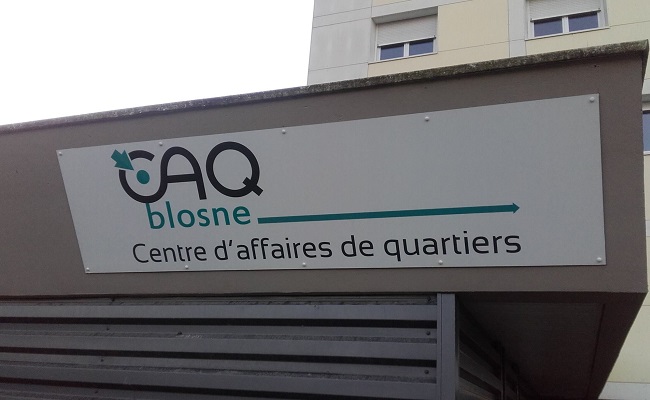 CAQ
blosne
Centre d'affaires de quartiers